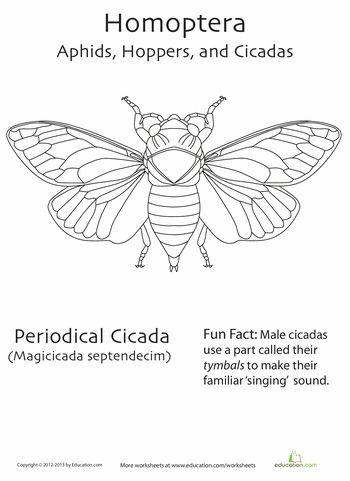 Homoptera
Aphids, Hoppers, and Cicadas
Periodical Cicada
(Magicicada septendecim)
Fun Fact: Male cicadas
use a part called their
tymbals to make their
familiar 'singing' sound.
Copyright © 2012-2013 by Education.com
More worksheets at www.education.com/worksheets
education.com